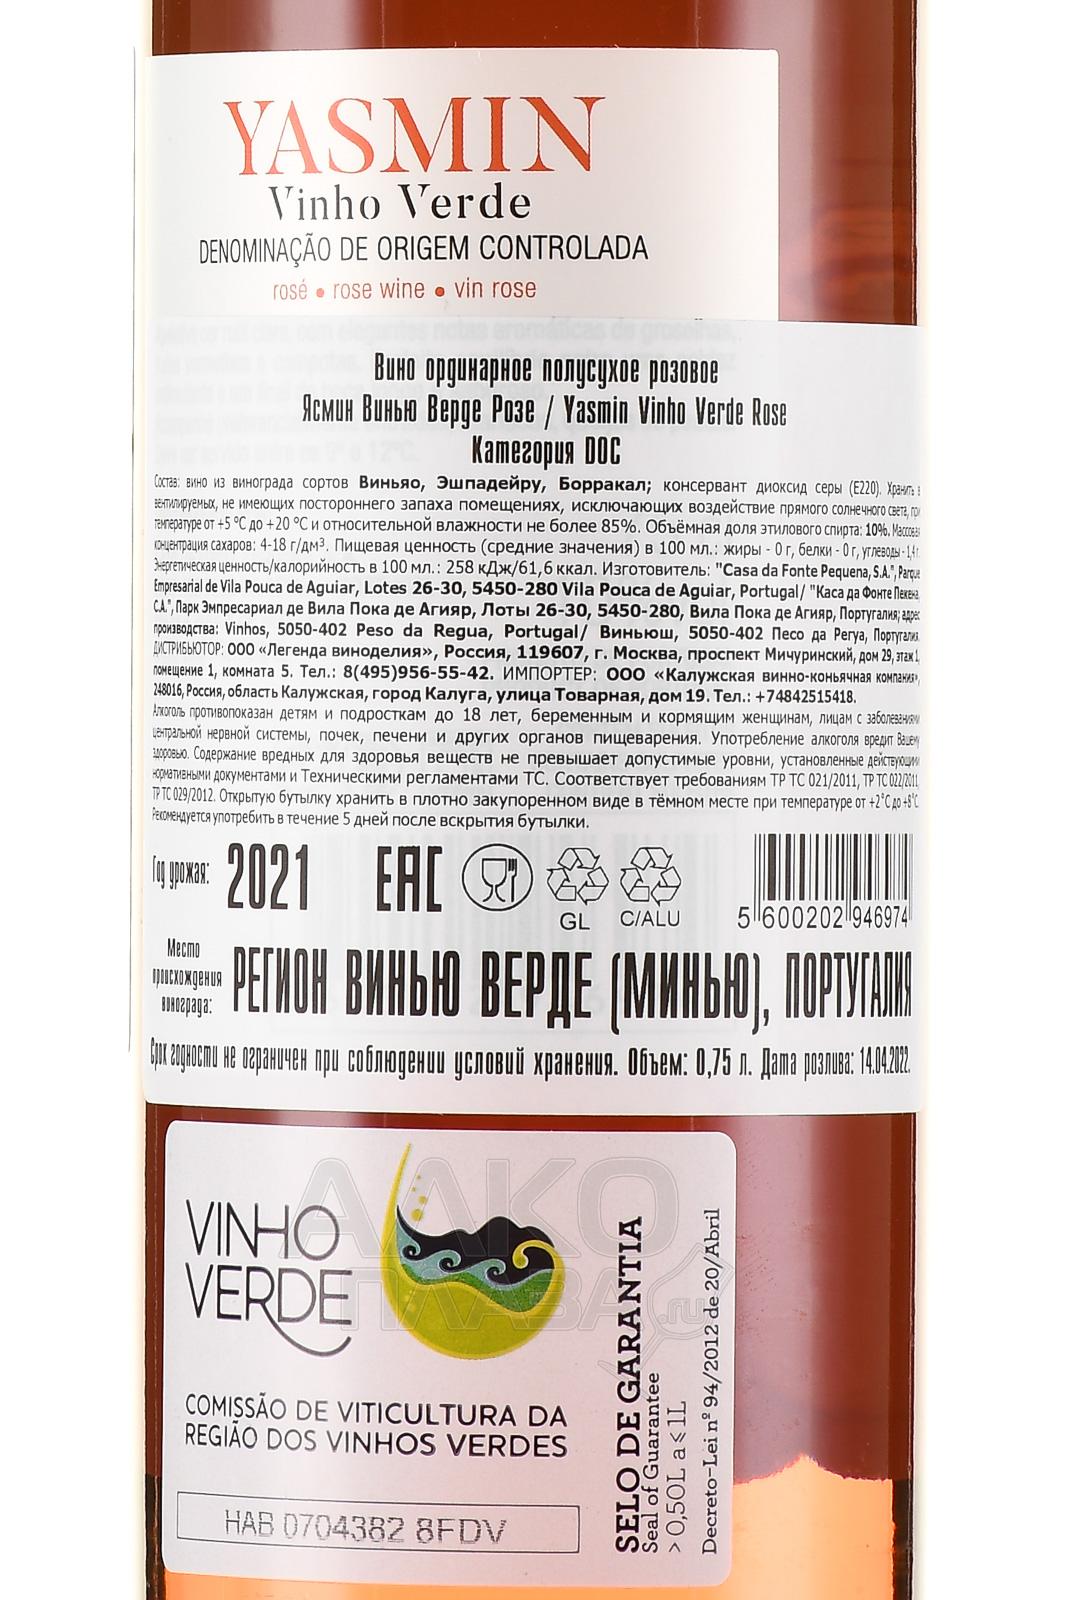 YASMIN
Vinho Verde
DENOMINAÇÃO DE ORIGEM CONTROLADA
rosé • rose wine • vin rose
com elegantes notas aromáticas de groselhas,
Вино ординарное полусухое розовое
Ясмин Винью Верде Розе / Yasmin Vinho Verde Rose
Категория DOC
Состав: вино из винограда сортов Виньяо, Эшпадейру, Борракал; консервант диоксид серы (Е220). Хранить в
вентилируемых, не имеющих постороннего запаха помещениях, исключающих воздействие прямого солнечного света, при
температуре от +5 °С до +20 °С и относительной влажности не более 85%. Объёмная доля этилового спирта: 10%. Массовая
концентрация сахаров: 4-18 г/дм³. Пищевая ценность (средние значения) в 100 мл.: жиры - 0 г, белки - 0 г, углеводы - 1,4 г.
Энергетическая ценность/калорийность в 100 мл.: 258 кДж/61,6 ккал. Изготовитель: "Casa da Fonte Pequena, S.A.", Parque
Empresarial de Vila Pouca de Aguiar, Lotes 26-30, 5450-280 Vila Pouca de Aguiar, Portugal/ "Каса да Фонте Пекена,
С.А.", Парк Эмпресариал де Вила Пока де Агияр, Лоты 26-30, 5450-280, Вила Пока де Агияр, Португалия; адрес
производства: Vinhos, 5050-402 Peso da Regua, Portugal/ Виньюш, 5050-402 Песо да Регуа, Португалия.
ДИСТРИБЬЮТОР: ООО «Легенда виноделия», Россия, 119607, г. Москва, проспект Мичуринский, дом 29, этаж 1,
помещение 1, комната 5. Тел.: 8(495)956-55-42. ИМПОРТЕР: ООО «Калужская винно-коньячная компания»,
248016, Россия, область Калужская, город Калуга, улица Товарная, дом 19. Тел.: +74842515418.
Алкоголь противопоказан детям и подросткам до 18 лет, беременным и кормящим женщинам, лицам с заболеваниями
центральной нервной системы, почек, печени и других органов пищеварения. Употребление алкоголя вредит Вашему
здоровью. Содержание вредных для здоровья веществ не превышает допустимые уровни, установленные действующими
нормативными документами и Техническими регламентами ТС. Соответствует требованиям ТР ТС 021/2011, ТР ТС 022/2011,
ТР ТС 029/2012. Открытую бутылку хранить в плотно закупоренном виде в тёмном месте при температуре от +2°С до +8°С.
Рекомендуется употребить в течение 5 дней после вскрытия бутылки.
Год урожая: 2021 EAC GL C/ALU 5 600202 946974
Место
происхождения
винограда: РЕГИОН ВИНЬЮ ВЕРДЕ (МИНЬЮ), ПОРТУГАЛИЯ
Срок годности не ограничен при соблюдении условий хранения. Объем: 0,75 л. Дата розлива: 14.04.2022.
VINHO
VERDE
COMISSÃO DE VITICULTURA DA
REGIÃO DOS VINHOS VERDES
HAB 0704382 8FDV
SELO DE GARANTIA
Seal of Guarantee
> 0,50L a ≤ 1L
Decreto-Lei nº 94/2012 de 20/Abril
АЛКО
ПЛАЗА.ru